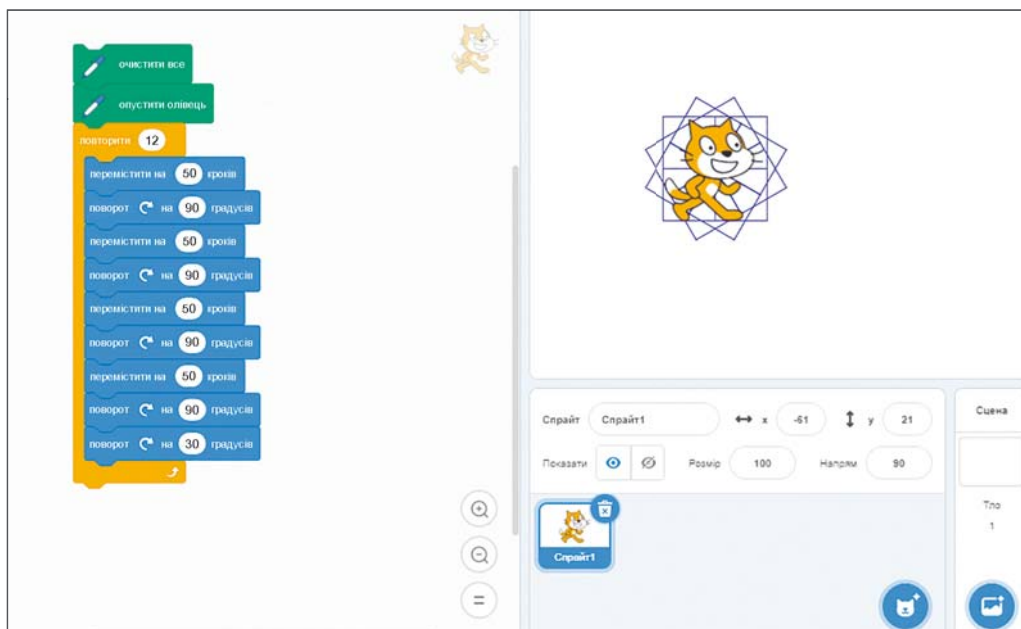 очистити все
опустити олівець
повторити 12
перемістити на 50 кроків
поворот на 90 градусів
перемістити на 50 кроків
поворот на 90 градусів
перемістити на 50 кроків
поворот на 90 градусів
перемістити на 50 кроків
поворот на 90 градусів
поворот на 30 градусів
Спрайт Спрайт1 x -61 y 21
Показати Розмір 100 Напрям 90
Спрайт1
Сцена
Тло
1